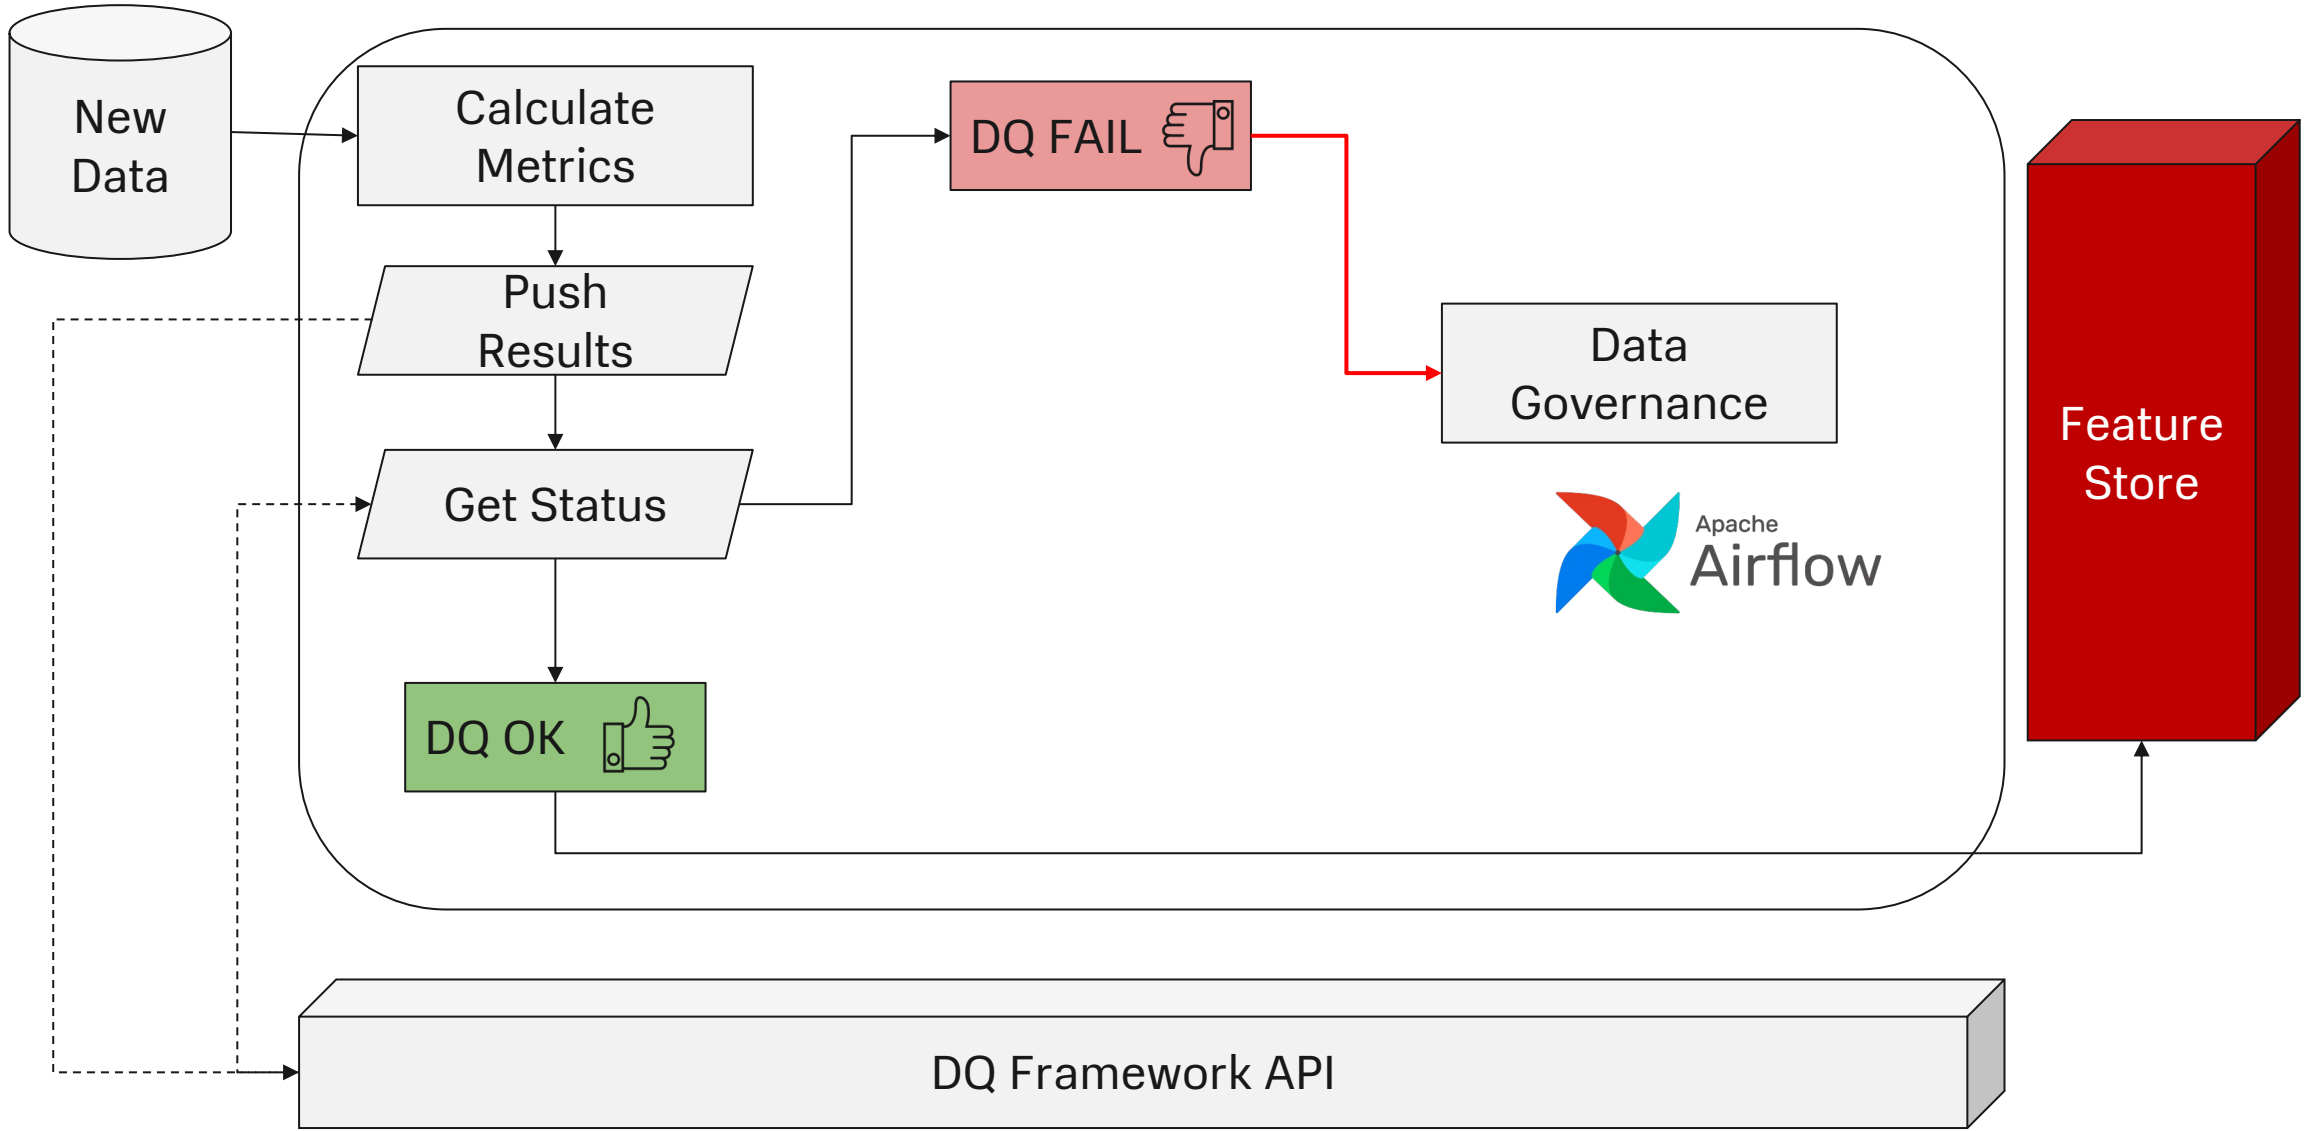 New
Data
Calculate
Metrics
DQ FAIL
Push
Results
Data
Governance
Feature
Store
Get Status
Apache
Airflow
DQ OK
DQ Framework API